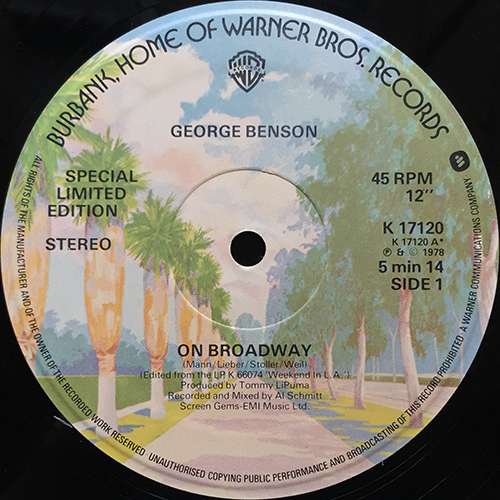 BURBANK, HOME OF WARNER BROS. RECORDS
RECORDS
GEORGE BENSON
SPECIAL
LIMITED
EDITION
STEREO
45 RPM
12''
K 17120
K 17120 A*
℗ & © 1978
5 min 14
SIDE 1
ON BROADWAY
(Mann/Lieber/Stoller/Weil)
(Edited from the LP K 66074 'Weekend In L.A.')
Produced by Tommy LiPuma
Recorded and Mixed by Al Schmitt
Screen Gems-EMI Music Ltd.
ALL RIGHTS OF THE MANUFACTURER AND OF THE OWNER OF THE RECORDED WORK RESERVED · UNAUTHORISED COPYING PUBLIC PERFORMANCE AND BROADCASTING OF THIS RECORD PROHIBITED · A WARNER COMMUNICATIONS COMPANY